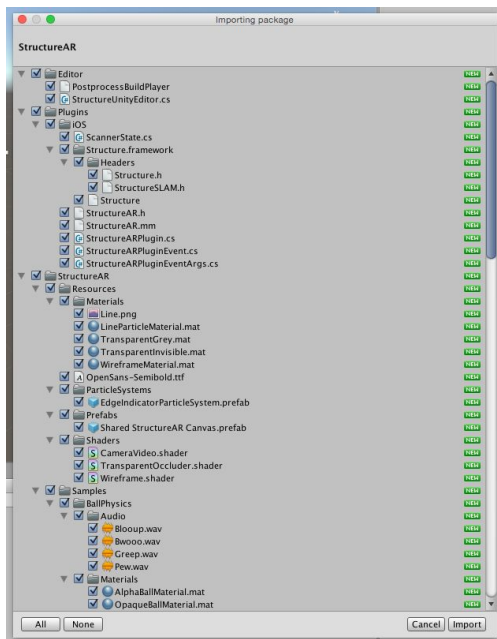 Importing package
StructureAR
Editor NEW
PostprocessBuildPlayer NEW
StructureUnityEditor.cs NEW
Plugins NEW
iOS NEW
ScannerState.cs NEW
Structure.framework NEW
Headers NEW
Structure.h NEW
StructureSLAM.h NEW
Structure NEW
StructureAR.h NEW
StructureAR.mm NEW
StructureARPlugin.cs NEW
StructureARPluginEvent.cs NEW
StructureARPluginEventArgs.cs NEW
StructureAR NEW
Resources NEW
Materials NEW
Line.png NEW
LineParticleMaterial.mat NEW
TransparentGrey.mat NEW
TransparentInvisible.mat NEW
WireframeMaterial.mat NEW
OpenSans-Semibold.ttf NEW
ParticleSystems NEW
EdgeIndicatorParticleSystem.prefab NEW
Prefabs NEW
Shared StructureAR Canvas.prefab NEW
Shaders NEW
CameraVideo.shader NEW
TransparentOccluder.shader NEW
Wireframe.shader NEW
Samples NEW
BallPhysics NEW
Audio NEW
Blooup.wav NEW
Bwooo.wav NEW
Greep.wav NEW
Pew.wav NEW
Materials NEW
AlphaBallMaterial.mat NEW
OpaqueBallMaterial.mat NEW
All None Cancel Import